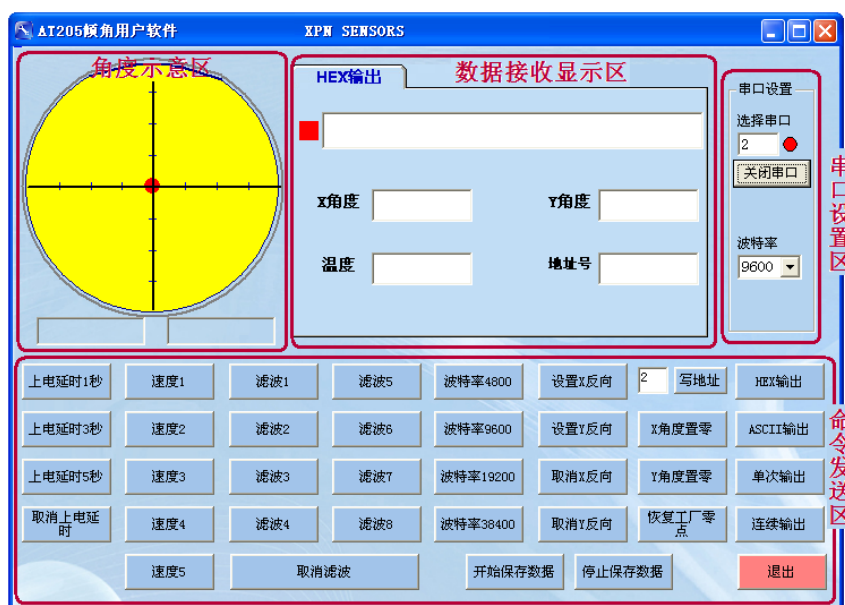 AT205倾角用户软件 XPN SENSORS
角度示意区
HEX输出
数据接收显示区
X角度
Y角度
温度
地址号
串口设置
选择串口
2
关闭串口
波特率
9600
串口设置区
上电延时1秒 速度1 滤波1 滤波5 波特率4800 设置X反向 2 写地址 HEX输出
上电延时3秒 速度2 滤波2 滤波6 波特率9600 设置Y反向 X角度置零 ASCII输出
上电延时5秒 速度3 滤波3 滤波7 波特率19200 取消X反向 Y角度置零 单次输出
取消上电延
时
速度4 滤波4 滤波8 波特率38400 取消Y反向
恢复工厂零
点
连续输出
速度5 取消滤波 开始保存数据 停止保存数据 退出
命令发送区